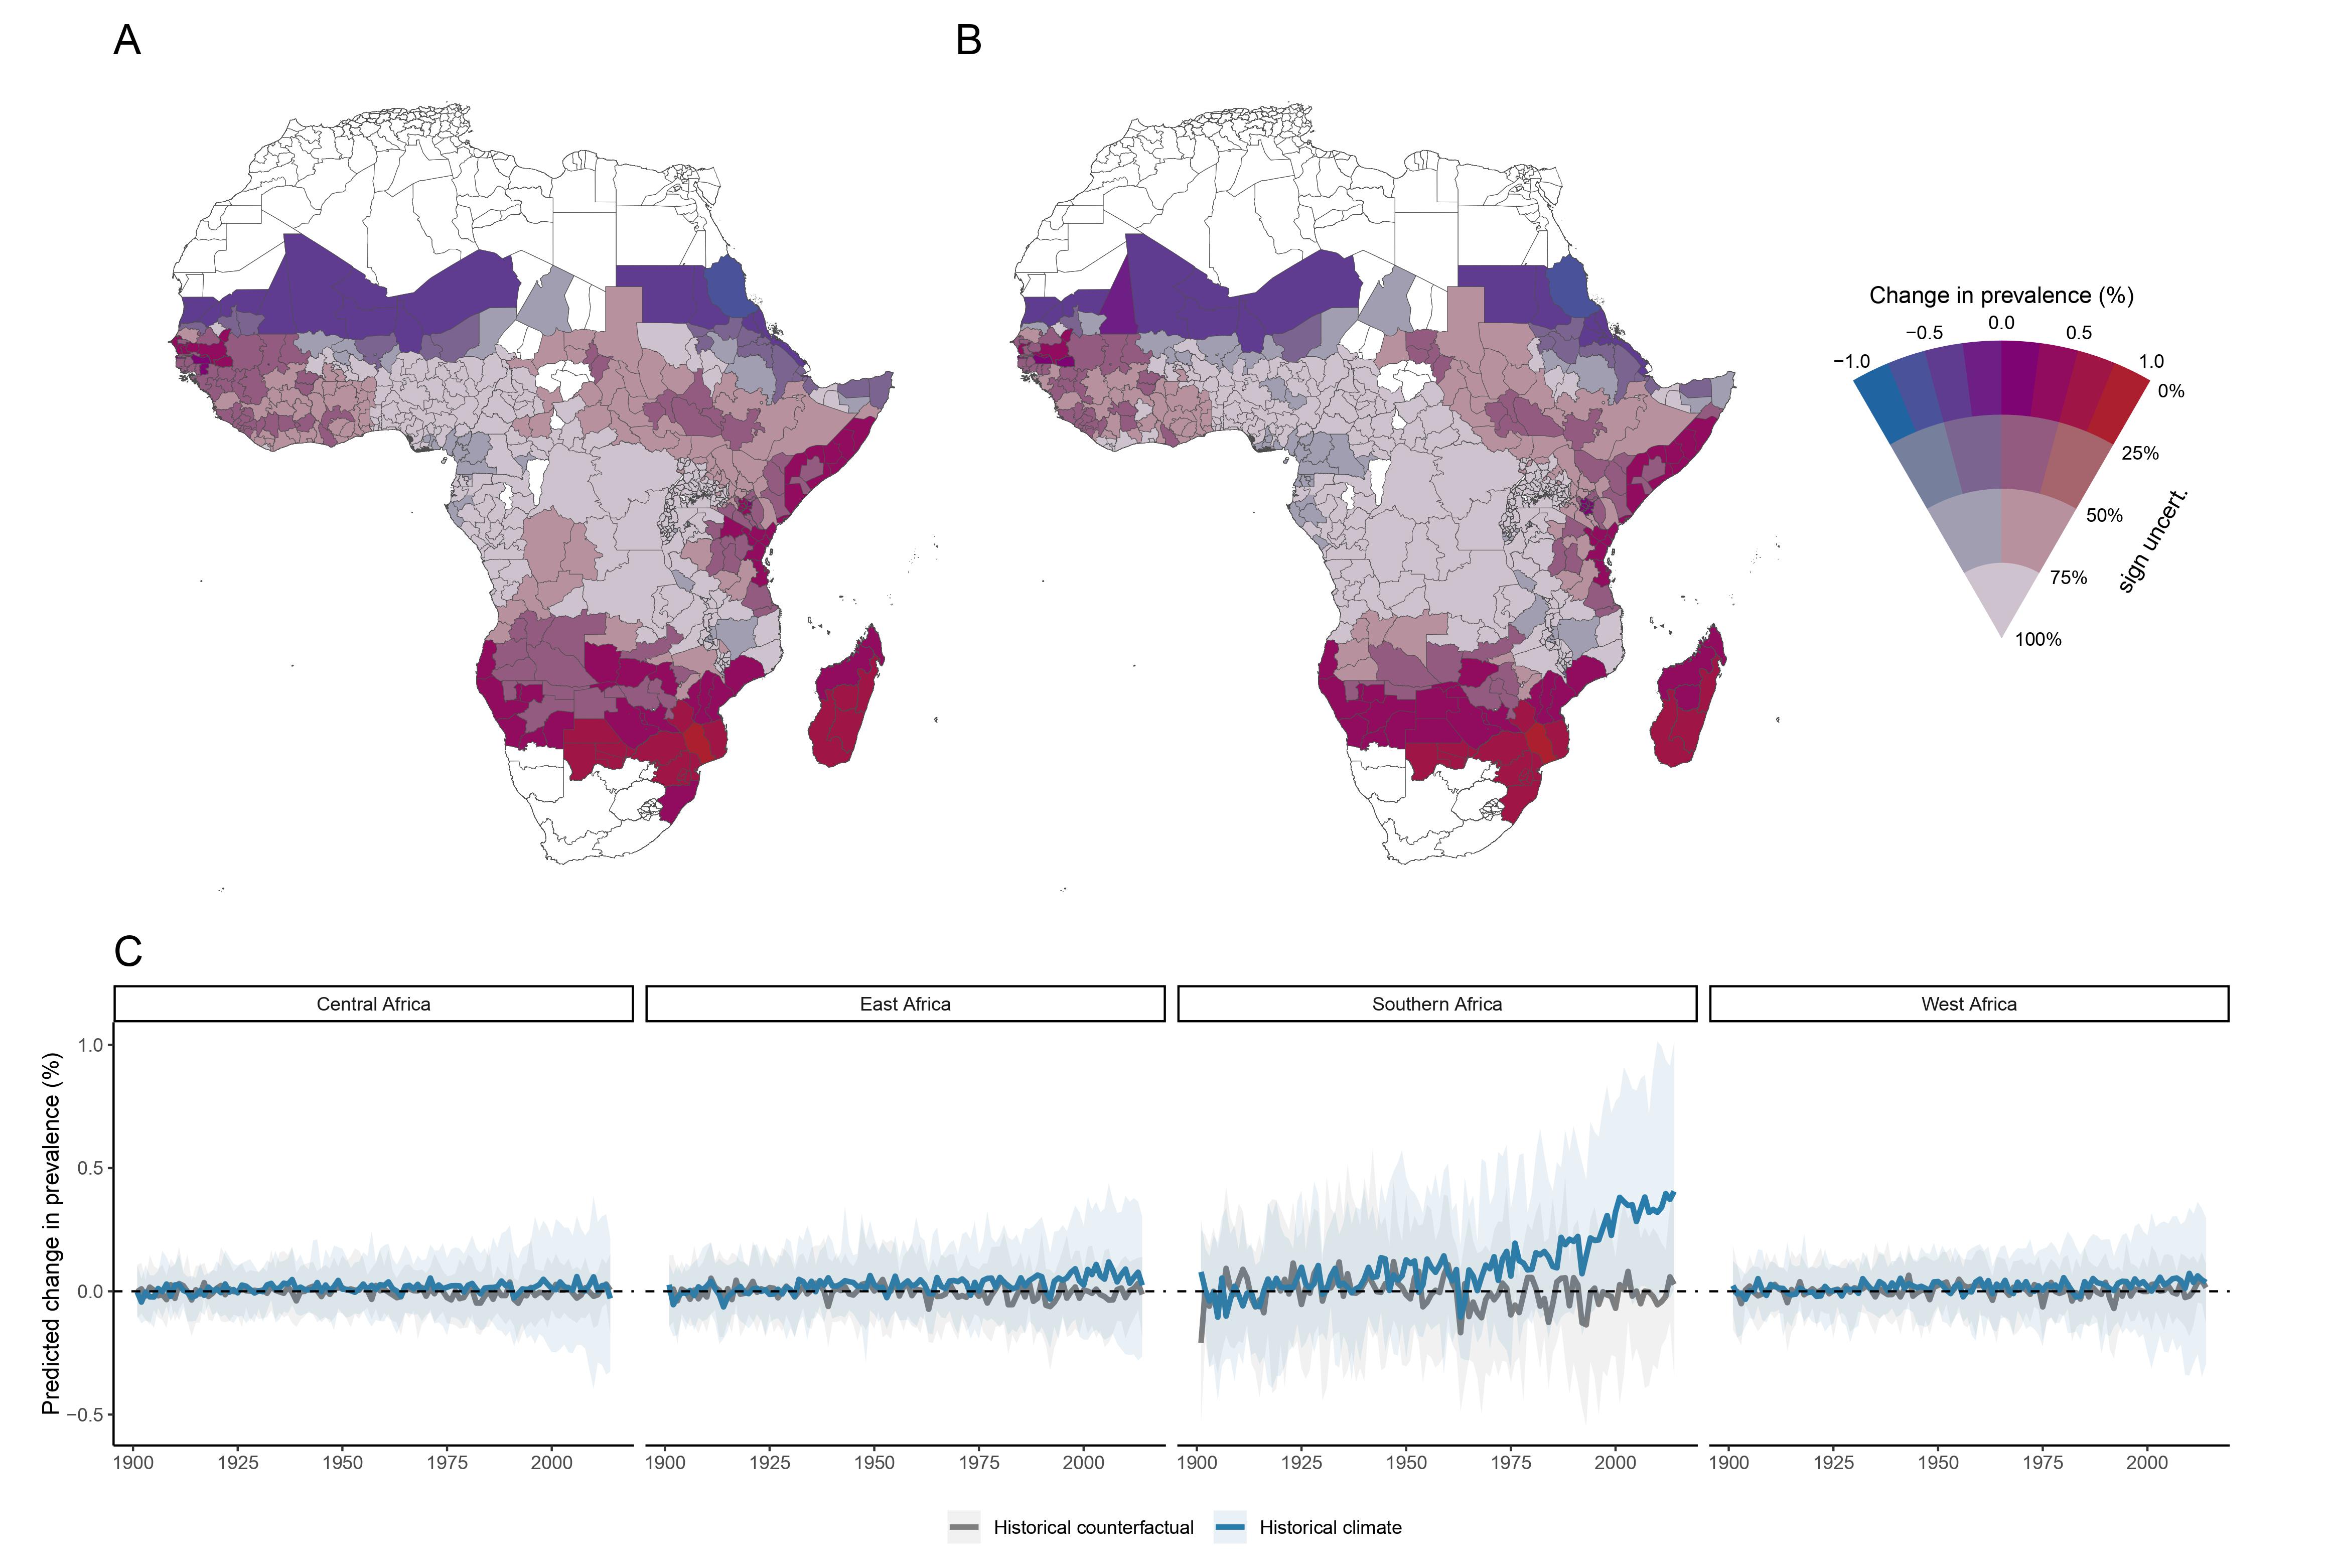 A
B
Change in prevalence (%)
−1.0 −0.5 0.0 0.5 1.0
0%
25%
50%
75%
100%
sign uncert.
C
Central Africa
East Africa
Southern Africa
West Africa
Predicted change in prevalence (%)
1.0
0.5
0.0
−0.5
1900 1925 1950 1975 2000
1900 1925 1950 1975 2000
1900 1925 1950 1975 2000
1900 1925 1950 1975 2000
Historical counterfactual
Historical climate